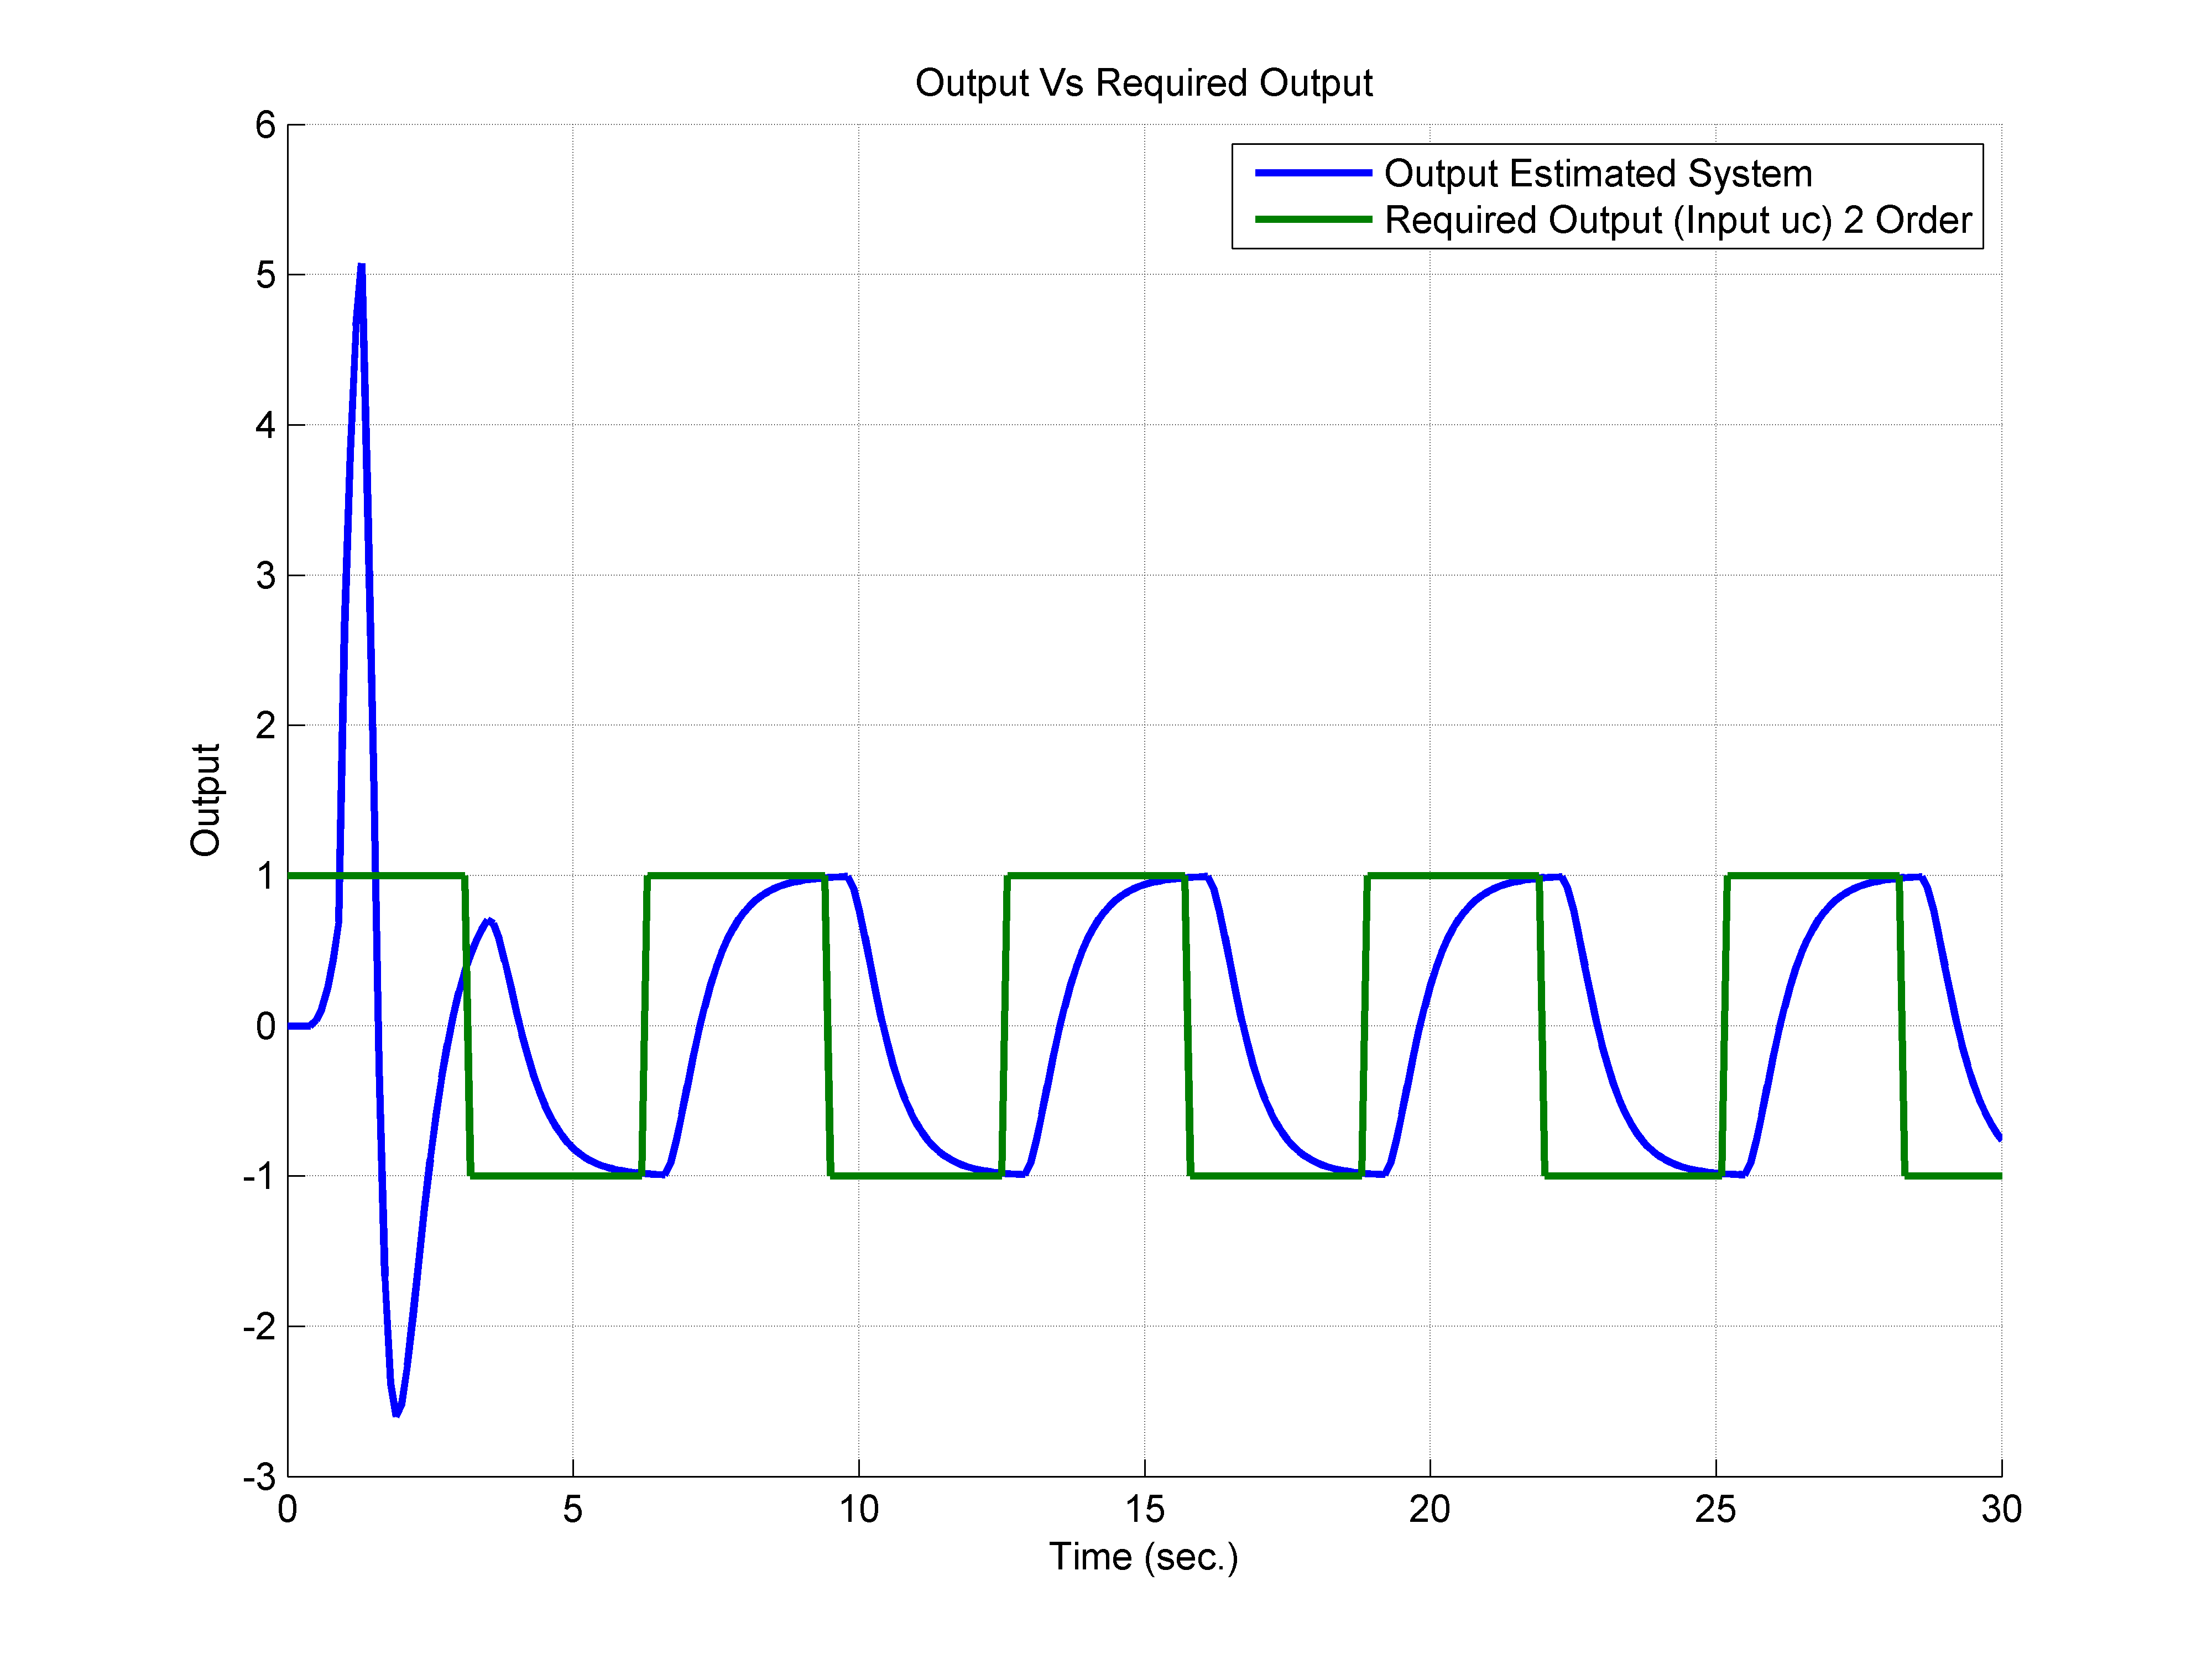 Output Vs Required Output
Output Estimated System
Required Output (Input uc) 2 Order
6
5
4
3
2
1
0
-1
-2
-3
Output
0 5 10 15 20 25 30
Time (sec.)